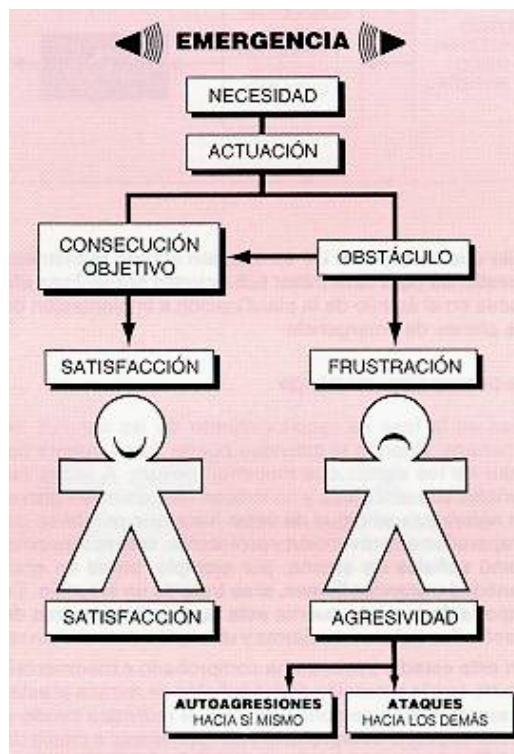 EMERGENCIA
NECESIDAD
ACTUACIÓN
CONSECUCIÓN
OBJETIVO
OBSTÁCULO
SATISFACCIÓN
FRUSTRACIÓN
SATISFACCIÓN
AGRESIVIDAD
AUTOAGRESIONES
HACIA SÍ MISMO
ATAQUES
HACIA LOS DEMÁS